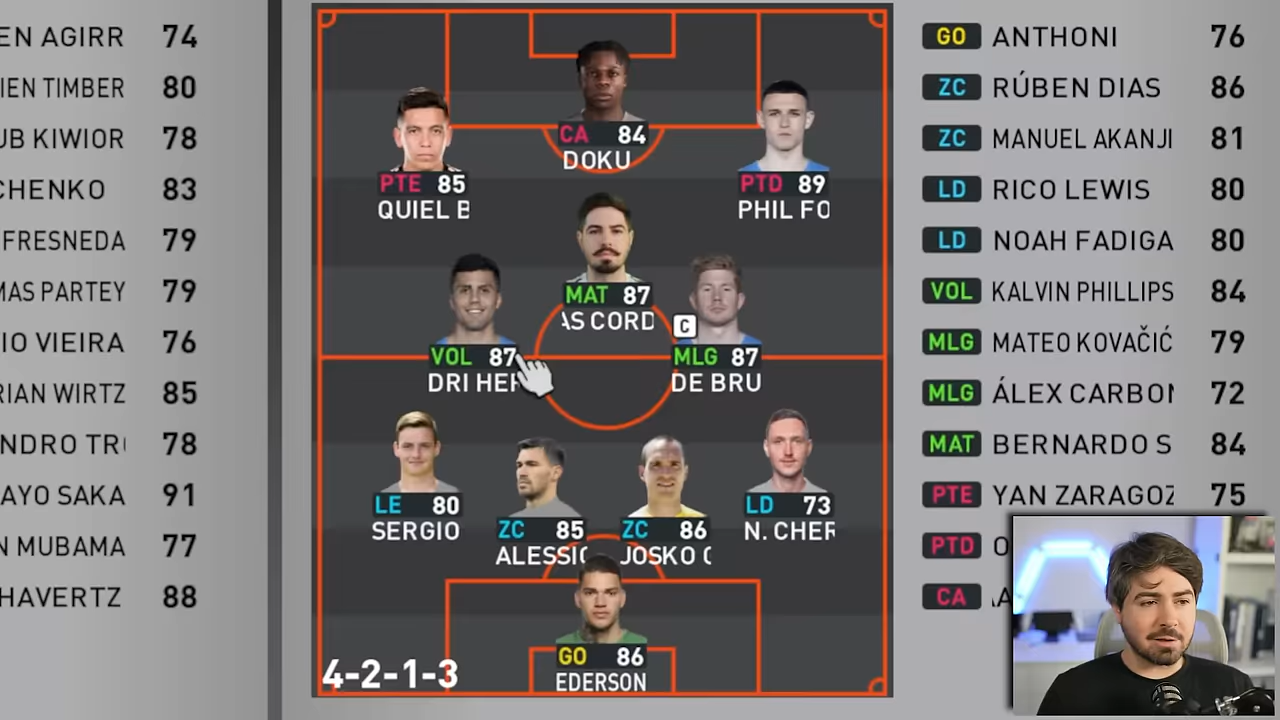 EN AGIRR 74
IEN TIMBER 80
UB KIWIOR 78
CHENKO 83
FRESNEDA 79
MAS PARTEY 79
IO VIEIRA 76
RIAN WIRTZ 85
NDRO TR 78
AYO SAKA 91
N MUBAMA 77
HAVERTZ 88
CA 84
DOKU
PTE 85
QUIEL B
PTD 89
PHIL FO
MAT 87
AS CORD
C
VOL 87
DRI HER
MLG 87
DE BRU
LE 80
SERGIO
ZC 85
ALESSIO
ZC 86
JOSKO
LD 73
N. CHER
GO 86
EDERSON
4-2-1-3
GO ANTHONI 76
ZC RÚBEN DIAS 86
ZC MANUEL AKANJI 81
LD RICO LEWIS 80
LD NOAH FADIGA 80
VOL KALVIN PHILLIPS 84
MLG MATEO KOVAČIĆ 79
MLG ÁLEX CARBON 72
MAT BERNARDO S 84
PTE YAN ZARAGOZ 75
PTD
CA